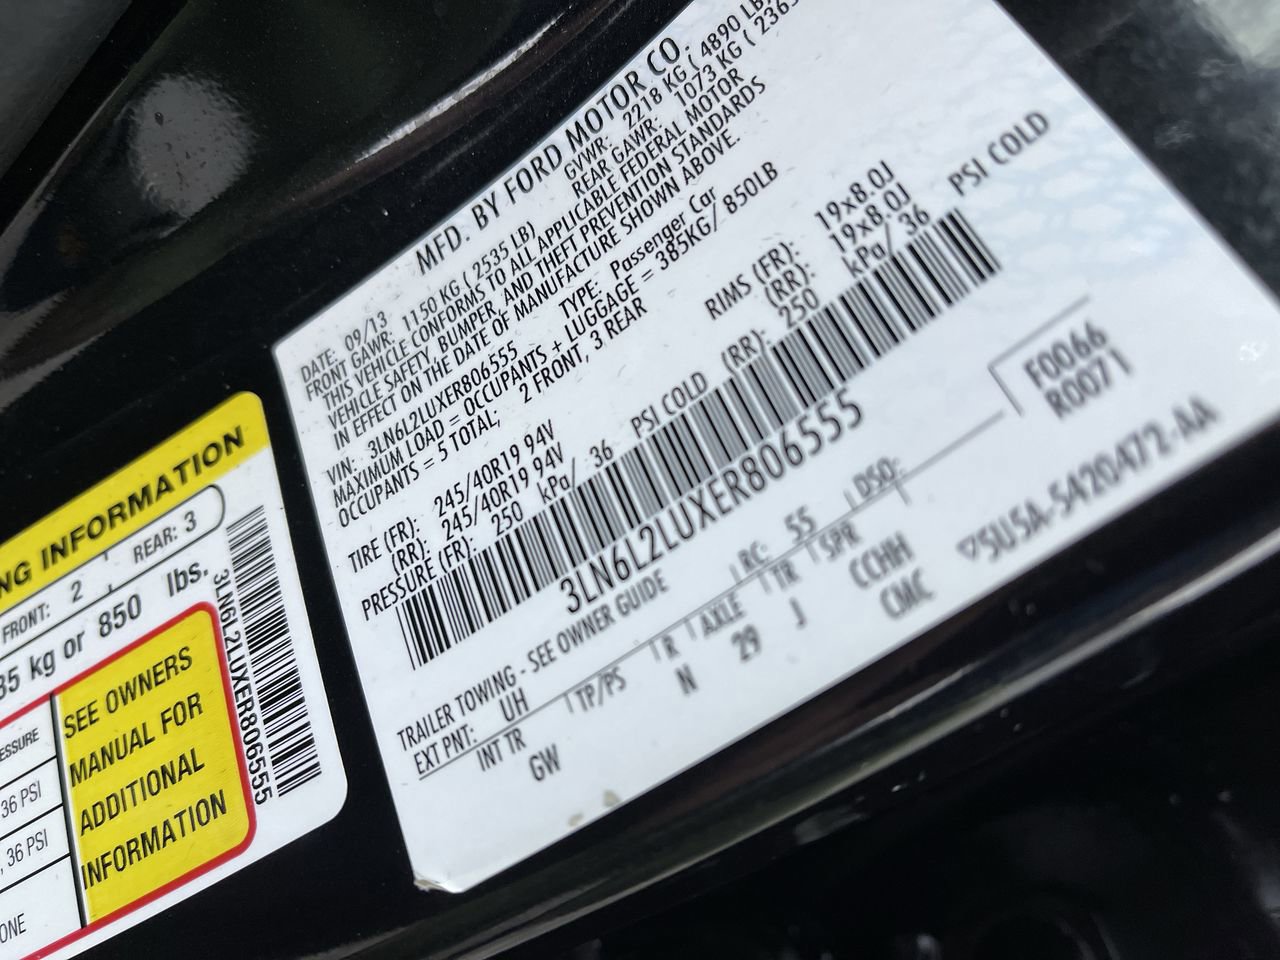 MFD. BY FORD MOTOR CO.
DATE: 09/13 GVWR: 2218 KG ( 4890 LB)
FRONT GAWR: 1150 KG ( 2535 LB) REAR GAWR: 1073 KG ( 2365
THIS VEHICLE CONFORMS TO ALL APPLICABLE FEDERAL MOTOR
VEHICLE SAFETY, BUMPER, AND THEFT PREVENTION STANDARDS
IN EFFECT ON THE DATE OF MANUFACTURE SHOWN ABOVE.
VIN: 3LN6L2LUXER806555 TYPE: Passenger Car
MAXIMUM LOAD = OCCUPANTS + LUGGAGE = 385KG/ 850LB
OCCUPANTS = 5 TOTAL; 2 FRONT, 3 REAR
TIRE (FR): 245/40R19 94V RIMS (FR): 19x8.0J
(RR): 245/40R19 94V (RR): 19x8.0J
PRESSURE (FR): 250 kPa/ 36 PSI COLD (RR): 250 kPa/ 36 PSI COLD
3LN6L2LUXER806555
F0066
R0071
TRAILER TOWING - SEE OWNER GUIDE
EXT PNT: UH RC: 55 DSO:
INT TR TP/PS R AXLE TR SPR
GW N 29 J CCHH
CMC
▽5U5A-5420472-AA
NG INFORMATION
FRONT: 2 REAR: 3
85 kg or 850 lbs.
3LN6L2LUXER806555
ESSURE
36 PSI
, 36 PSI
ONE
SEE OWNERS
MANUAL FOR
ADDITIONAL
INFORMATION